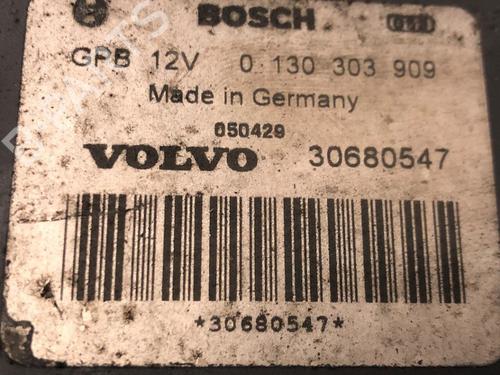 BOSCH
GPB 12V 0 130 303 909
Made in Germany
050429
VOLVO 30680547
*30680547*